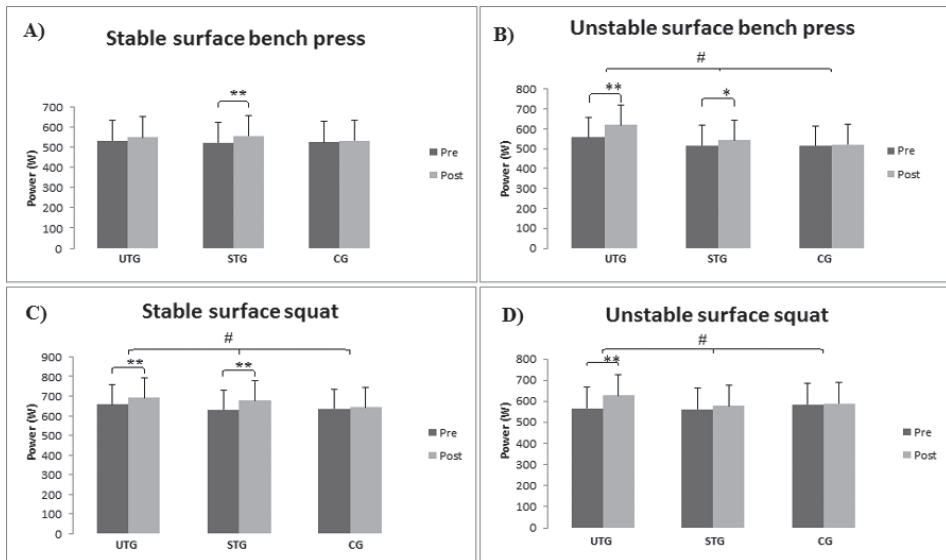 A)
Stable surface bench press
**
700
600
500
400
300
200
100
0
Power (W)
UTG STG CG
Pre
Post
B)
Unstable surface bench press
#
** *
800
700
600
500
400
300
200
100
0
Power (W)
UTG STG CG
Pre
Post
C)
Stable surface squat
#
** **
900
800
700
600
500
400
300
200
100
0
Power (W)
UTG STG CG
Pre
Post
D)
Unstable surface squat
#
**
800
700
600
500
400
300
200
100
0
Power (W)
UTG STG CG
Pre
Post